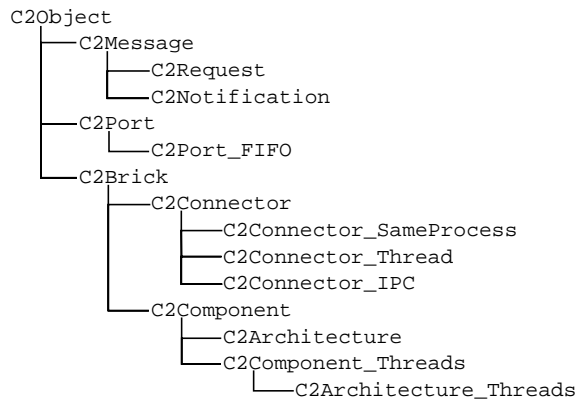 C2Object
C2Message
C2Request
C2Notification
C2Port
C2Port_FIFO
C2Brick
C2Connector
C2Connector_SameProcess
C2Connector_Thread
C2Connector_IPC
C2Component
C2Architecture
C2Component_Threads
C2Architecture_Threads